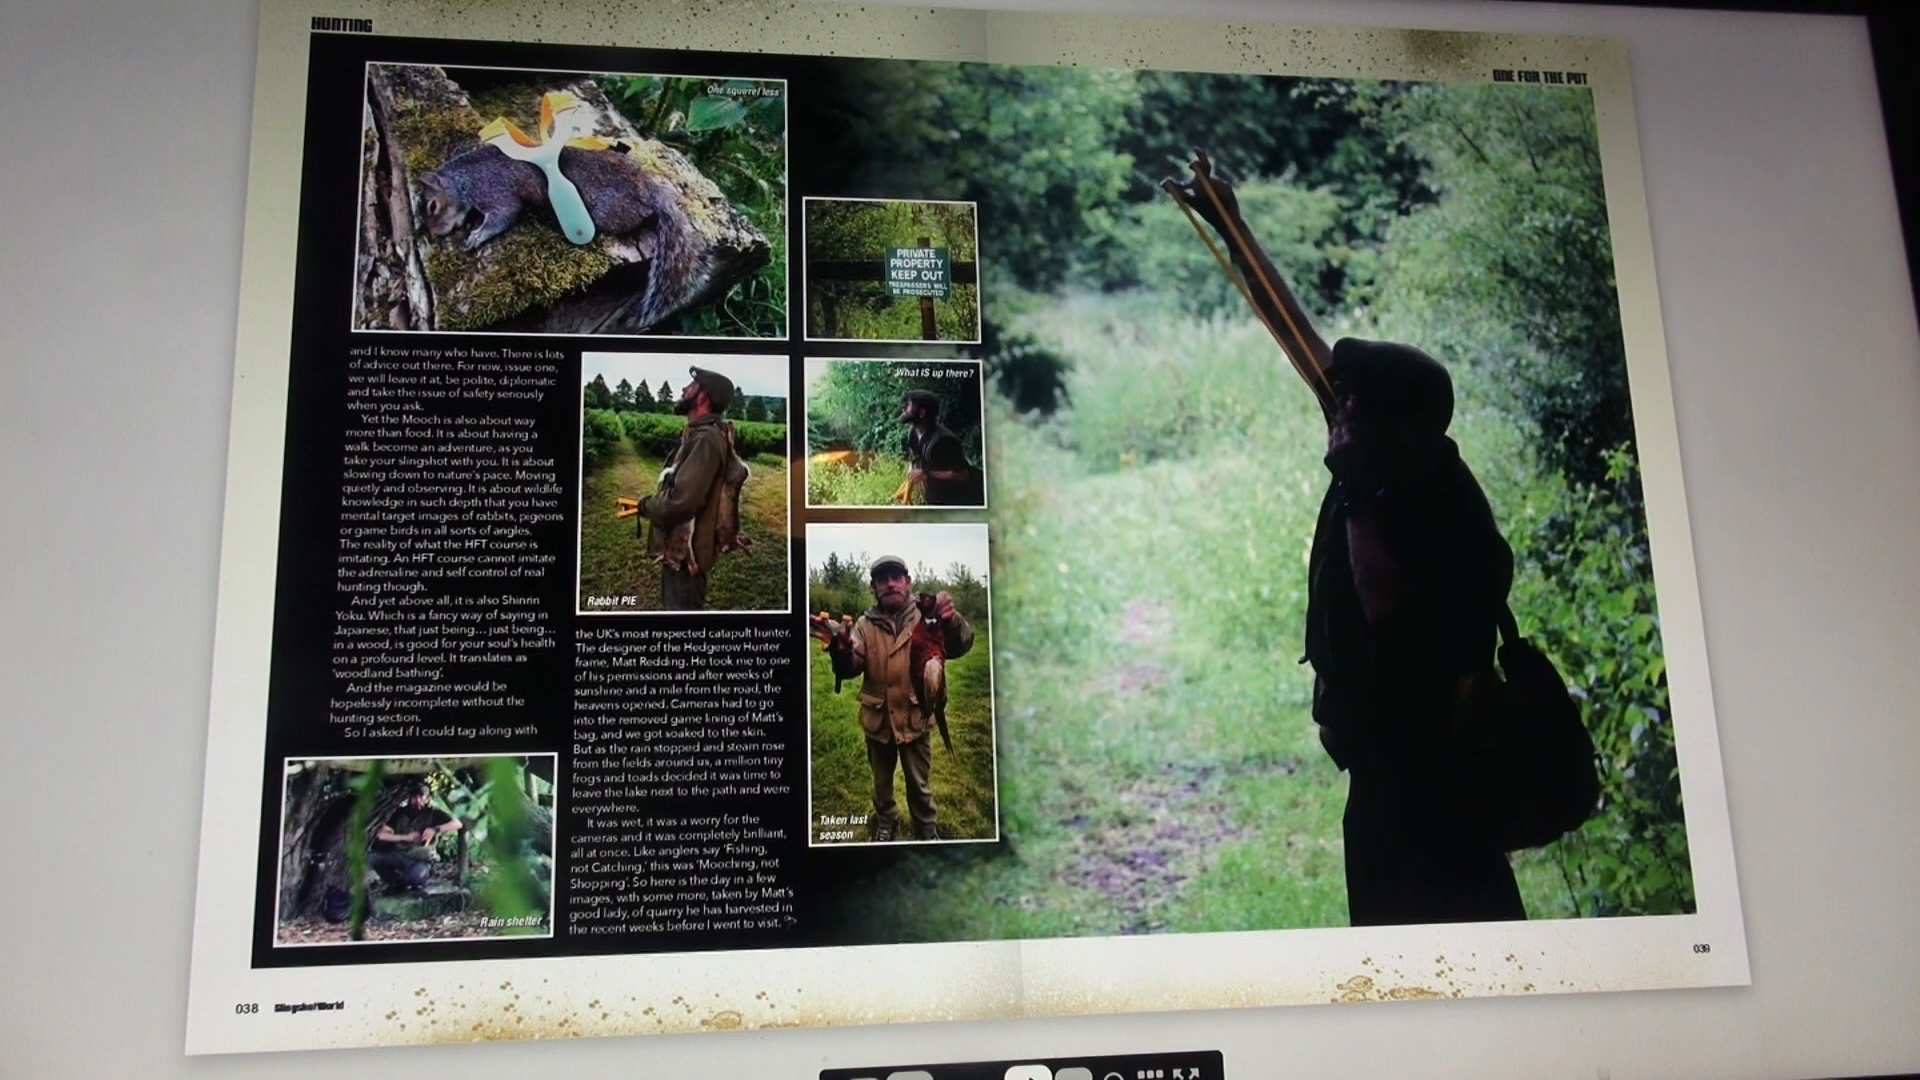 HUNTING
ONE FOR THE POT
One squirrel less
PRIVATE
PROPERTY
KEEP OUT
TRESPASSERS WILL
BE PROSECUTED
and I know many who have. There is lots
of advice out there. For now, issue one,
we will leave it at, be polite, diplomatic
and take the issue of safety seriously
when you ask.
Yet the Mooch is also about way
more than food. It is about having a
walk become an adventure, as you
take your slingshot with you. It is about
slowing down to nature's pace. Moving
quietly and observing. It is about wildlife
knowledge in such depth that you have
mental target images of rabbits, pigeons
or game birds in all sorts of angles.
The reality of what the HFT course is
imitating. An HFT course cannot imitate
the adrenaline and self control of real
hunting though.
And yet above all, it is also Shinrin
Yoku. Which is a fancy way of saying in
Japanese, that just being... just being...
in a wood, is good for your soul's health
on a profound level. It translates as
'woodland bathing'.
And the magazine would be
hopelessly incomplete without the
hunting section.
So I asked if I could tag along with
Rain shelter
Rabbit PIE
the UK's most respected catapult hunter.
The designer of the Hedgerow Hunter
frame, Matt Redding. He took me to one
of his permissions and after weeks of
sunshine and a mile from the road, the
heavens opened. Cameras had to go
into the removed game lining of Matt's
bag, and we got soaked to the skin.
But as the rain stopped and steam rose
from the fields around us, a million tiny
frogs and toads decided it was time to
leave the lake next to the path and were
everywhere.
It was wet, it was a worry for the
cameras and it was completely brilliant,
all at once. Like anglers say 'Fishing,
not Catching,' this was 'Mooching, not
Shopping'. So here is the day in a few
images, with some more, taken by Matt's
good lady, of quarry he has harvested in
the recent weeks before I went to visit.
What IS up there?
Taken last
season
038 SlingshotWorld
039